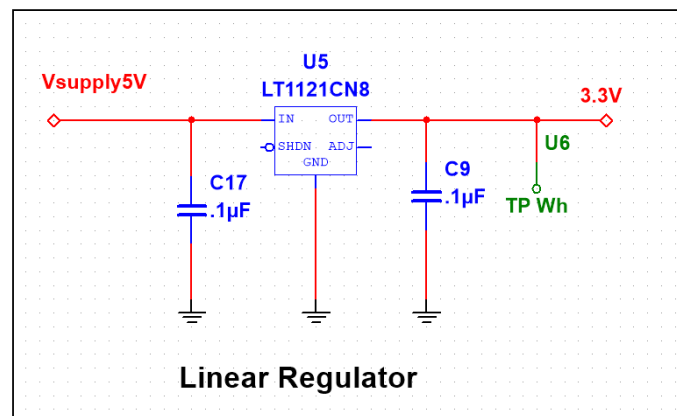 U5
LT1121CN8
Vsupply5V
3.3V
IN
OUT
SHDN
ADJ
GND
U6
C17
.1µF
C9
.1µF
TP Wh
Linear Regulator